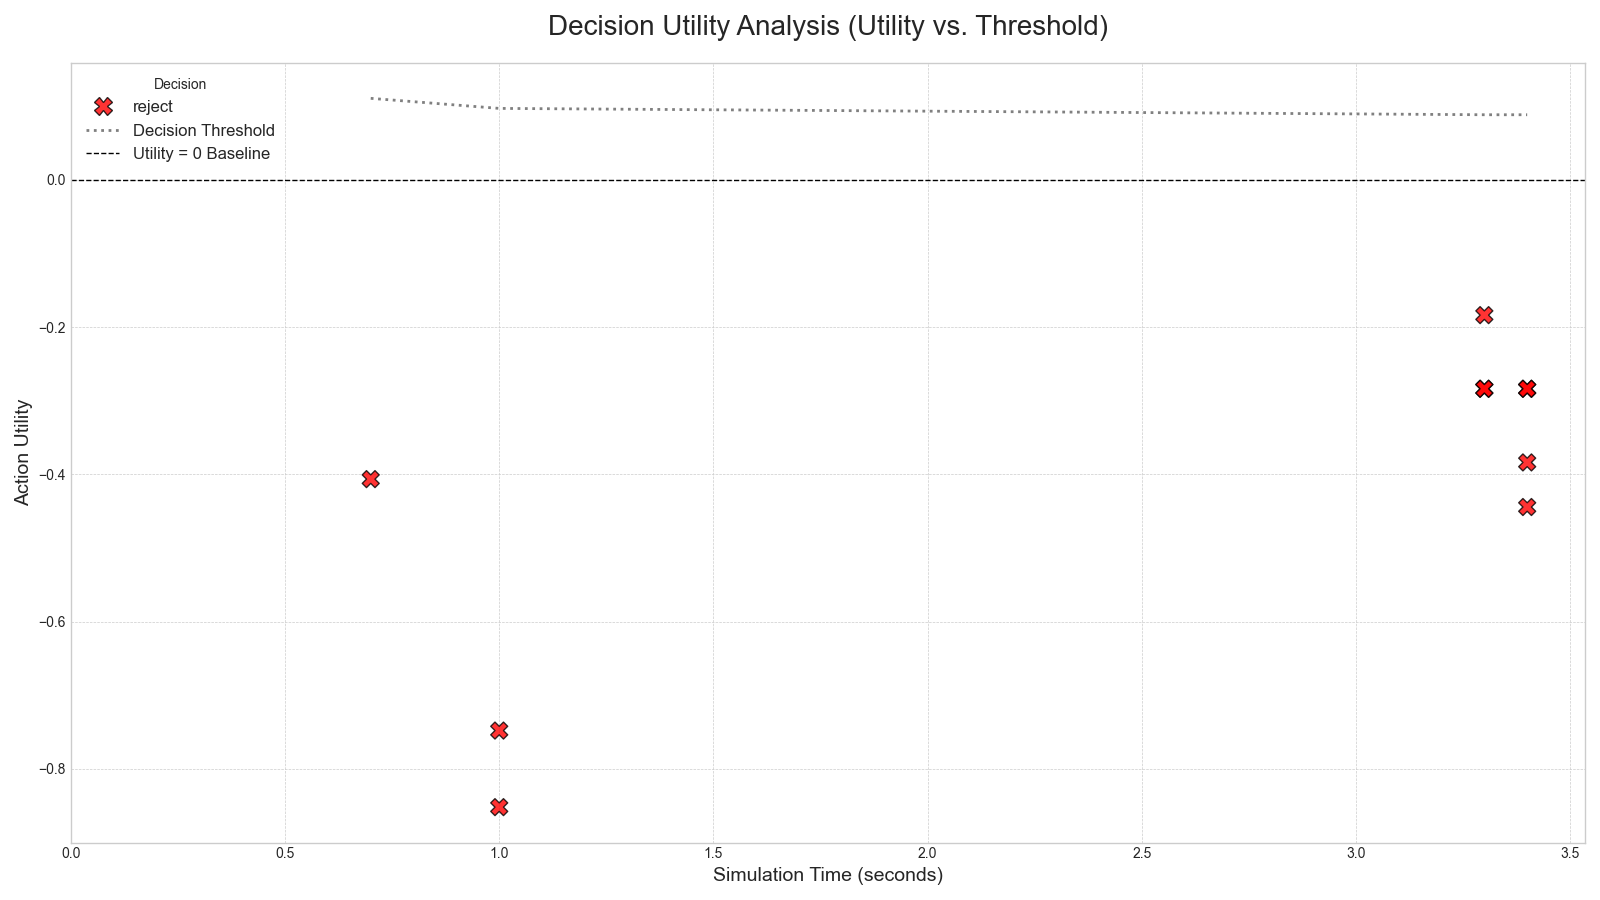 Decision Utility Analysis (Utility vs. Threshold)
Decision
reject
Decision Threshold
Utility = 0 Baseline
Action Utility
0.0
−0.2
−0.4
−0.6
−0.8
0.0 0.5 1.0 1.5 2.0 2.5 3.0 3.5
Simulation Time (seconds)